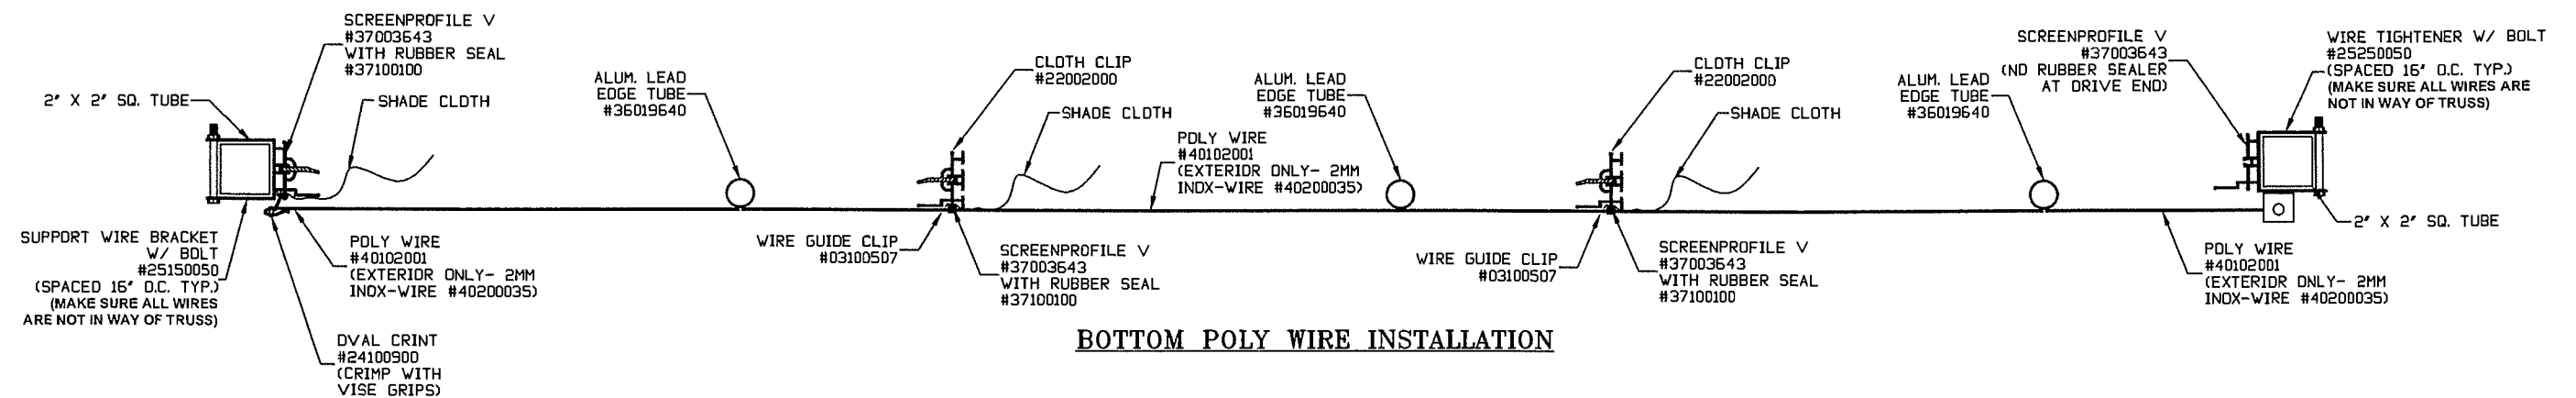 SCREENPROFILE V
#37003643
WITH RUBBER SEAL
#37100100
2" X 2" SQ. TUBE
SHADE CLOTH
ALUM. LEAD
EDGE TUBE
#36019640
CLOTH CLIP
#22002000
SHADE CLOTH
ALUM. LEAD
EDGE TUBE
#36019640
POLY WIRE
#40102001
(EXTERIOR ONLY- 2MM
INOX-WIRE #40200035)
CLOTH CLIP
#22002000
SHADE CLOTH
ALUM. LEAD
EDGE TUBE
#36019640
SCREENPROFILE V
#37003643
(NO RUBBER SEALER
AT DRIVE END)
WIRE TIGHTENER W/ BOLT
#25250050
(SPACED 16" O.C. TYP.)
(MAKE SURE ALL WIRES ARE
NOT IN WAY OF TRUSS)
SUPPORT WIRE BRACKET
W/ BOLT
#25150050
(SPACED 16" O.C. TYP.)
(MAKE SURE ALL WIRES
ARE NOT IN WAY OF TRUSS)
POLY WIRE
#40102001
(EXTERIOR ONLY- 2MM
INOX-WIRE #40200035)
OVAL CRINT
#24100900
(CRIMP WITH
VISE GRIPS)
WIRE GUIDE CLIP
#03100507
SCREENPROFILE V
#37003643
WITH RUBBER SEAL
#37100100
WIRE GUIDE CLIP
#03100507
SCREENPROFILE V
#37003643
WITH RUBBER SEAL
#37100100
2" X 2" SQ. TUBE
POLY WIRE
#40102001
(EXTERIOR ONLY- 2MM
INOX-WIRE #40200035)
BOTTOM POLY WIRE INSTALLATION